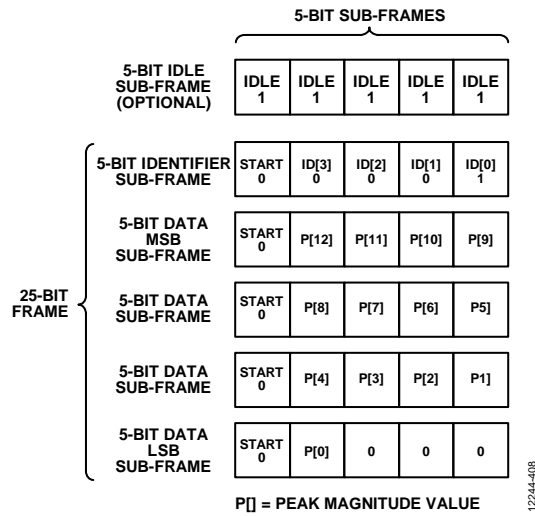 5-BIT SUB-FRAMES
5-BIT IDLE
SUB-FRAME
(OPTIONAL)
IDLE
1
IDLE
1
IDLE
1
IDLE
1
IDLE
1
25-BIT
FRAME
5-BIT IDENTIFIER
SUB-FRAME
START
0
ID[3]
0
ID[2]
0
ID[1]
0
ID[0]
1
5-BIT DATA
MSB
SUB-FRAME
START
0
P[12]
P[11]
P[10]
P[9]
5-BIT DATA
SUB-FRAME
START
0
P[8]
P[7]
P[6]
P5]
5-BIT DATA
SUB-FRAME
START
0
P[4]
P[3]
P[2]
P1]
5-BIT DATA
LSB
SUB-FRAME
START
0
P[0]
0
0
0
P[] = PEAK MAGNITUDE VALUE
12244-408